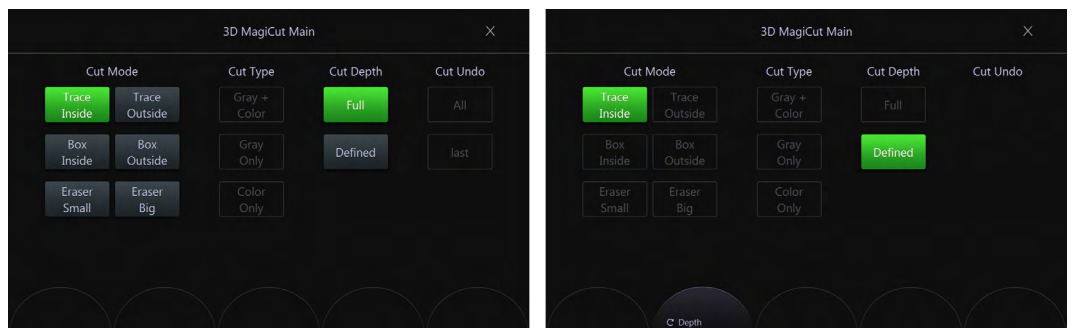 3D MagiCut Main X
Cut Mode Cut Type Cut Depth Cut Undo
Trace Inside Trace Outside Gray + Color Full All
Box Inside Box Outside Gray Only Defined last
Eraser Small Eraser Big Color Only
3D MagiCut Main X
Cut Mode Cut Type Cut Depth Cut Undo
Trace Inside Trace Outside Gray + Color Full
Box Inside Box Outside Gray Only Defined
Eraser Small Eraser Big Color Only
Depth